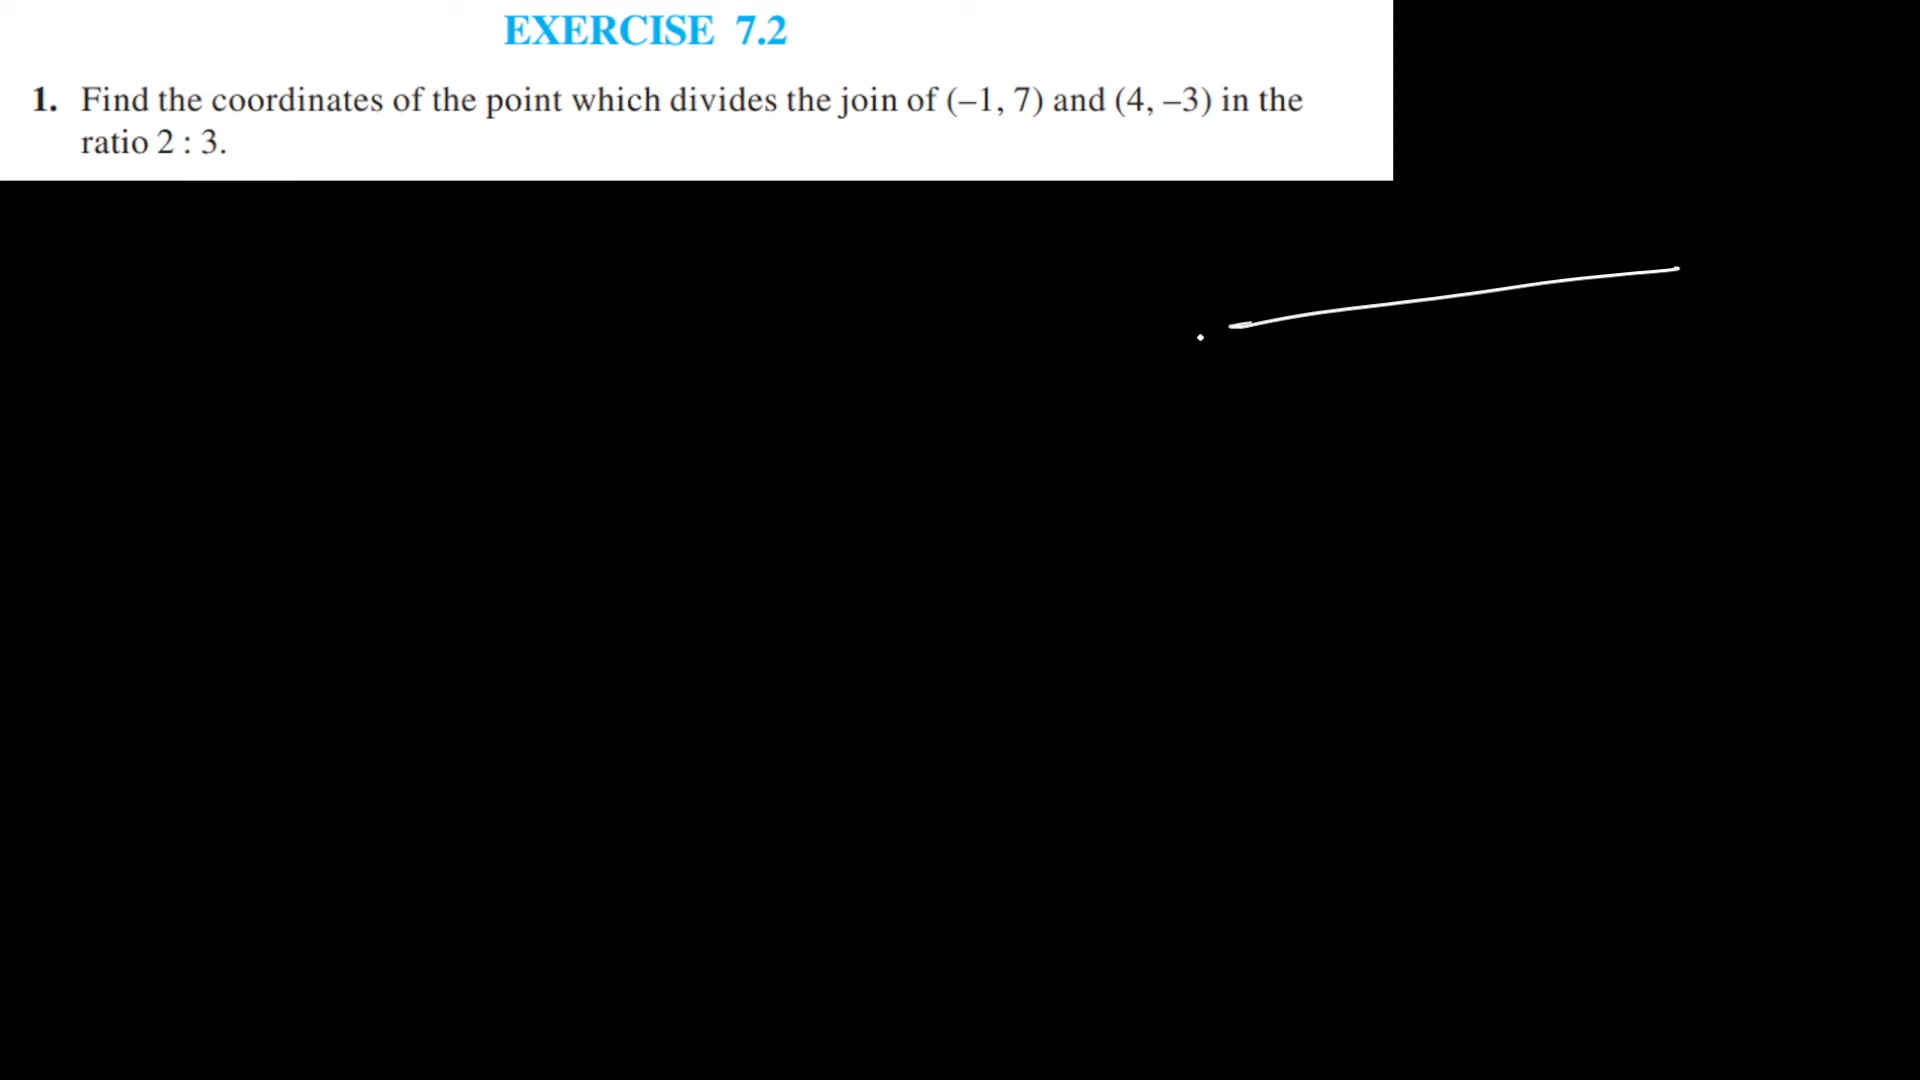 EXERCISE 7.2
1. Find the coordinates of the point which divides the join of (–1, 7) and (4, –3) in the
ratio 2 : 3.